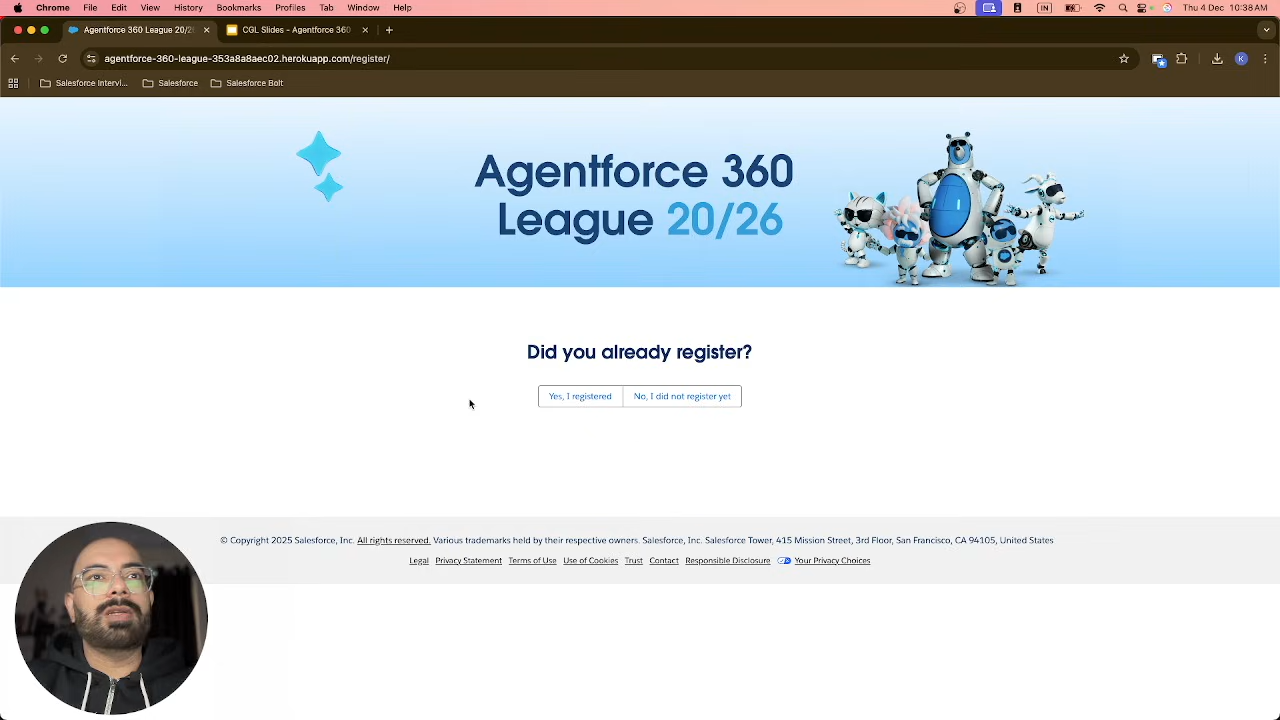 Chrome File Edit View History Bookmarks Profiles Tab Window Help IN Thu 4 Dec 10:38 AM
Agentforce 360 League 20/2 CGL Slides - Agentforce 360
agentforce-360-league-353a8a8aec02.herokuapp.com/register/ K
Salesforce Intervi... Salesforce Salesforce Bolt
Agentforce 360
League 20/26
Did you already register?
Yes, I registered No, I did not register yet
© Copyright 2025 Salesforce, Inc. All rights reserved. Various trademarks held by their respective owners. Salesforce, Inc. Salesforce Tower, 415 Mission Street, 3rd Floor, San Francisco, CA 94105, United States
Legal Privacy Statement Terms of Use Use of Cookies Trust Contact Responsible Disclosure Your Privacy Choices